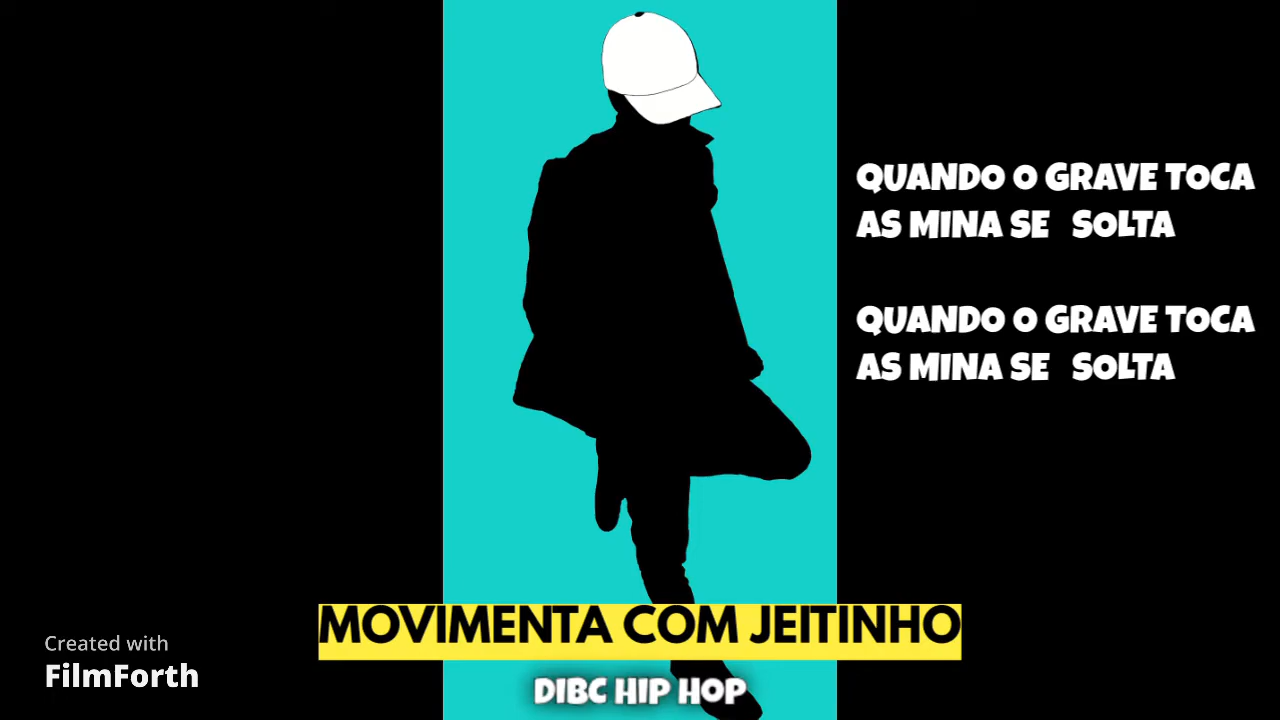 QUANDO O GRAVE TOCA
AS MINA SE SOLTA
QUANDO O GRAVE TOCA
AS MINA SE SOLTA
MOVIMENTA COM JEITINHO
Created with
FilmForth
DIBC HIP HOP